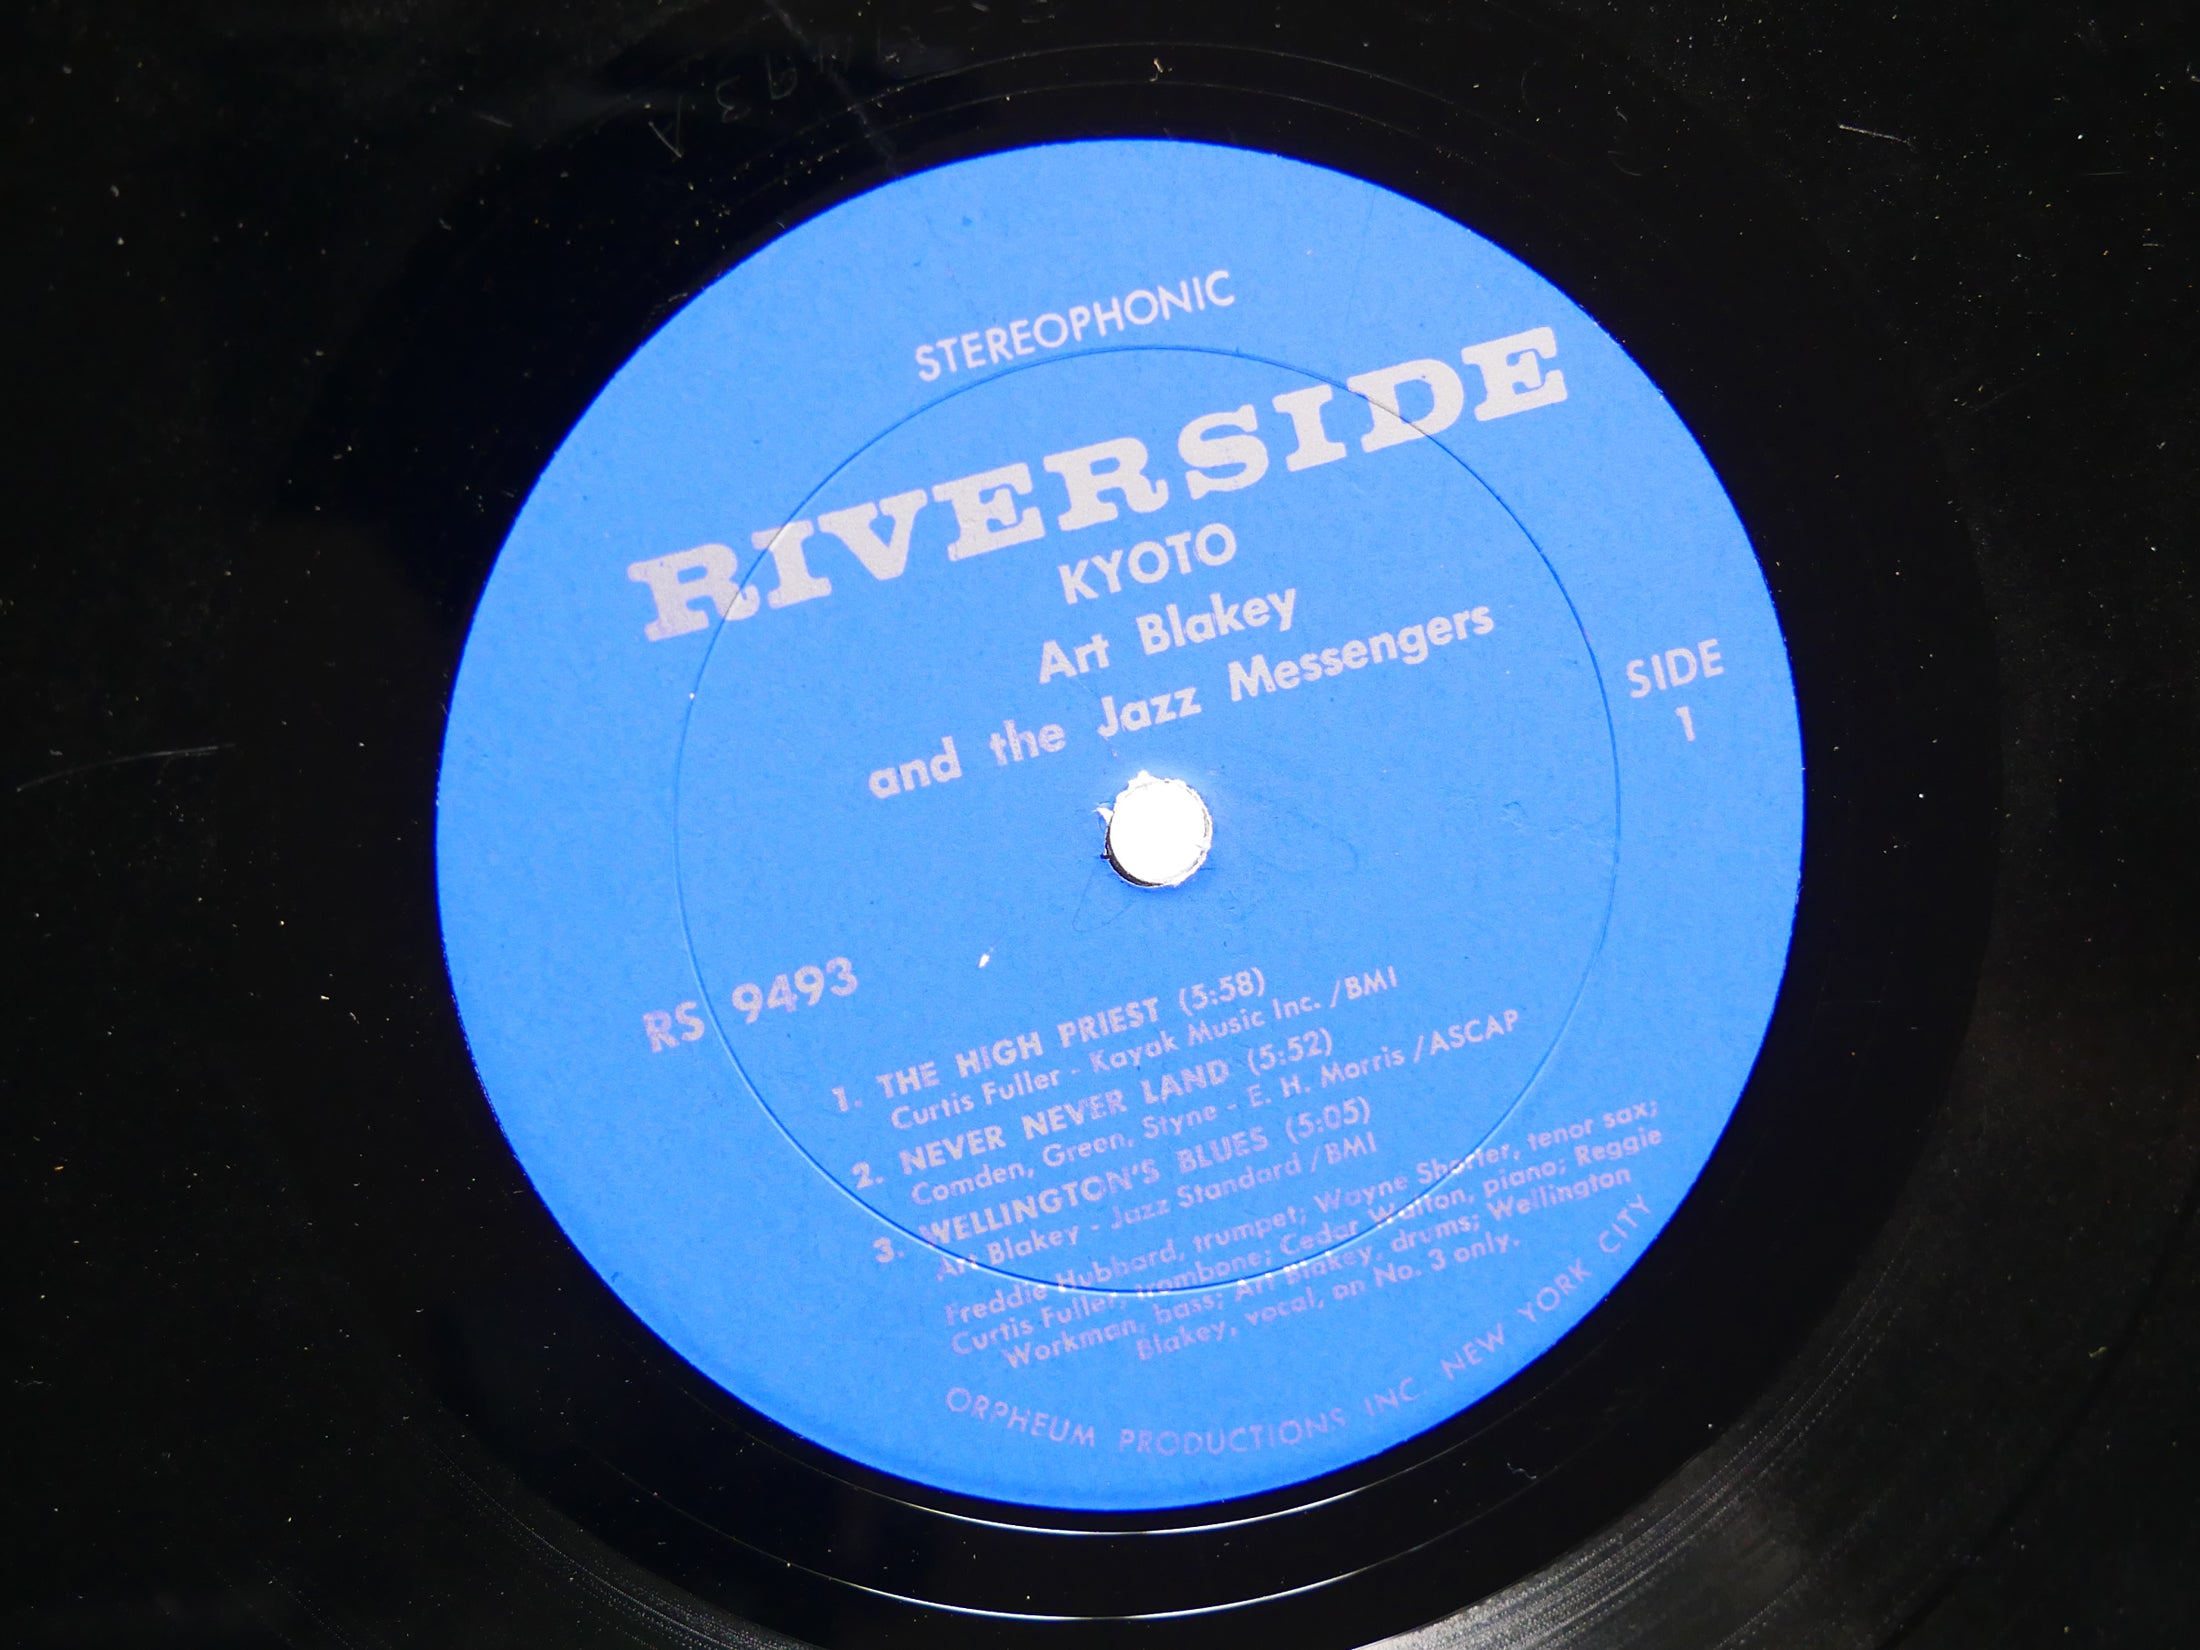 STEREOPHONIC
RIVERSIDE
KYOTO
Art Blakey
and the Jazz Messengers
SIDE
1
RS 9493
1. THE HIGH PRIEST (5:58)
Curtis Fuller - Kayak Music Inc. /BMI
2. NEVER NEVER LAND (5:52)
Comden, Green, Styne - E. H. Morris /ASCAP
3. WELLINGTON'S BLUES (5:05)
Art Blakey - Jazz Standard /BMI
Freddie Hubbard, trumpet; Wayne Shorter, tenor sax;
Curtis Fuller, trombone; Cedar Walton, piano; Reggie
Workman, bass; Art Blakey, drums; Wellington
Blakey, vocal, on No. 3 only.
ORPHEUM PRODUCTIONS INC. NEW YORK CITY